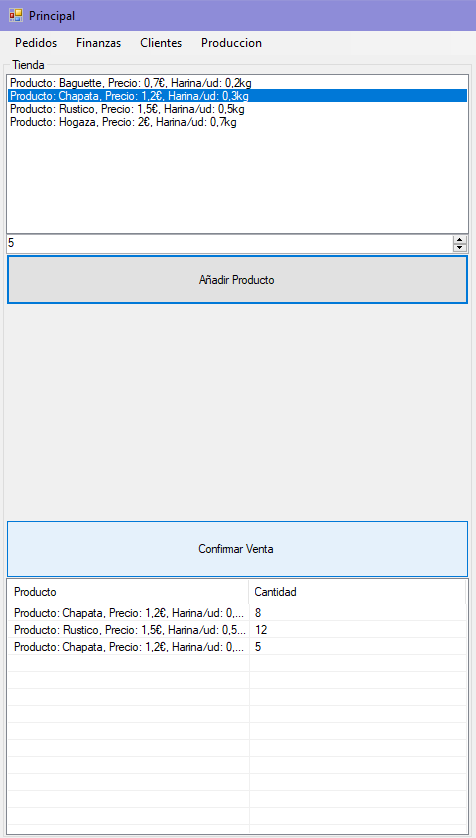 Principal
Pedidos Finanzas Clientes Produccion
Tienda
Producto: Baguette, Precio: 0,7€, Harina/ud: 0,2kg
Producto: Chapata, Precio: 1,2€, Harina/ud: 0,3kg
Producto: Rustico, Precio: 1,5€, Harina/ud: 0,5kg
Producto: Hogaza, Precio: 2€, Harina/ud: 0,7kg
5
Añadir Producto
Confirmar Venta
Producto Cantidad
Producto: Chapata, Precio: 1,2€, Harina/ud: 0,... 8
Producto: Rustico, Precio: 1,5€, Harina/ud: 0,5... 12
Producto: Chapata, Precio: 1,2€, Harina/ud: 0,... 5